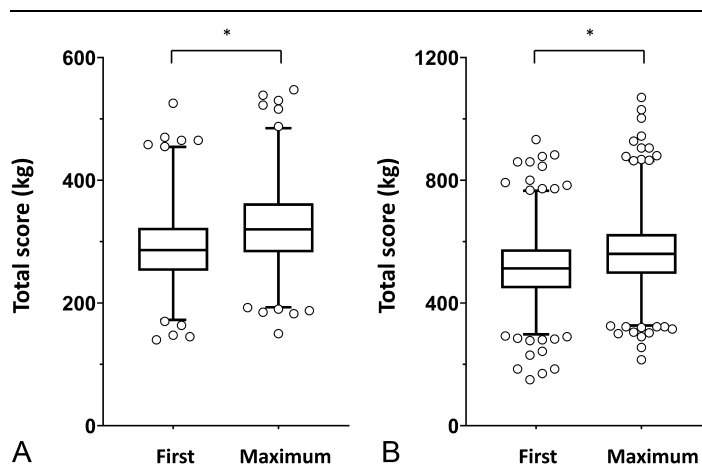 *
600
400
200
0
Total score (kg)
First Maximum
A
*
1200
800
400
0
Total score (kg)
First Maximum
B